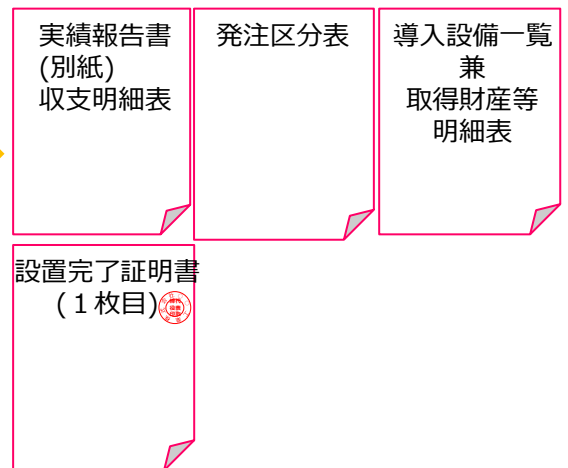 実績報告書
(別紙)
収支明細表
発注区分表
導入設備一覧
兼
取得財産等
明細表
設置完了証明書
(１枚目)